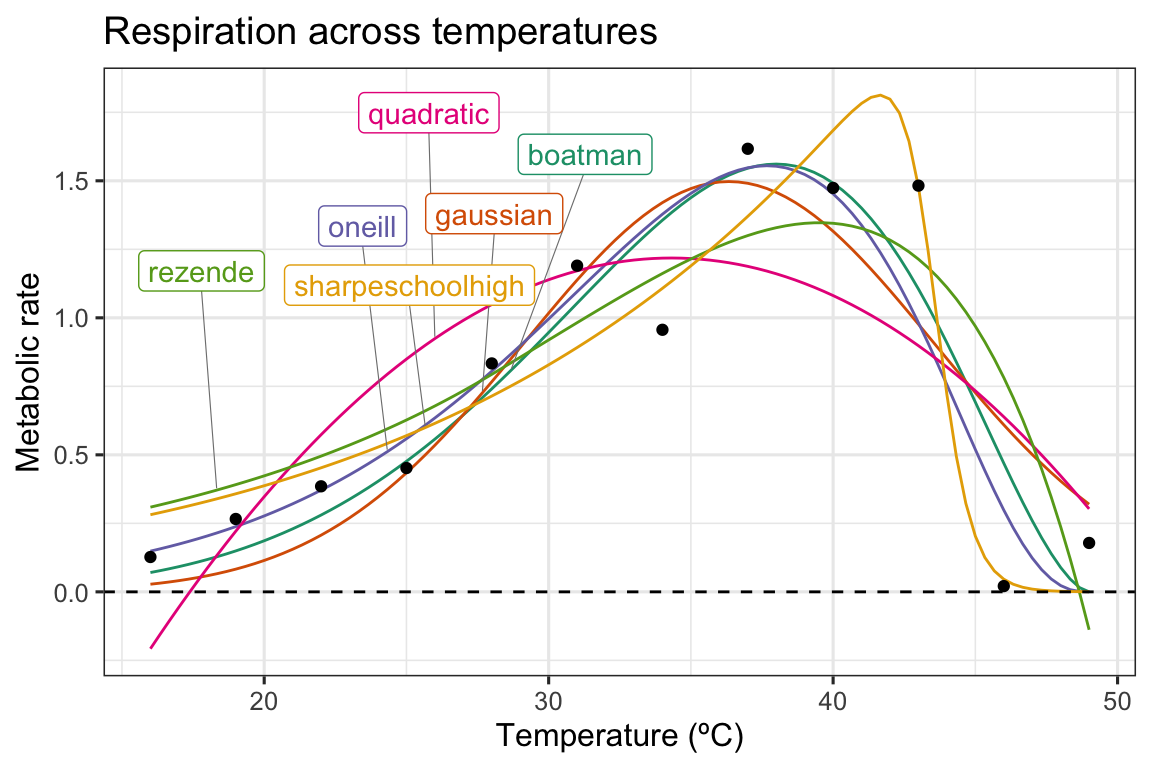 Respiration across temperatures
quadratic
boatman
gaussian
oneill
rezende
sharpeschoolhigh
1.5
1.0
0.5
0.0
Metabolic rate
20 30 40 50
Temperature (ºC)